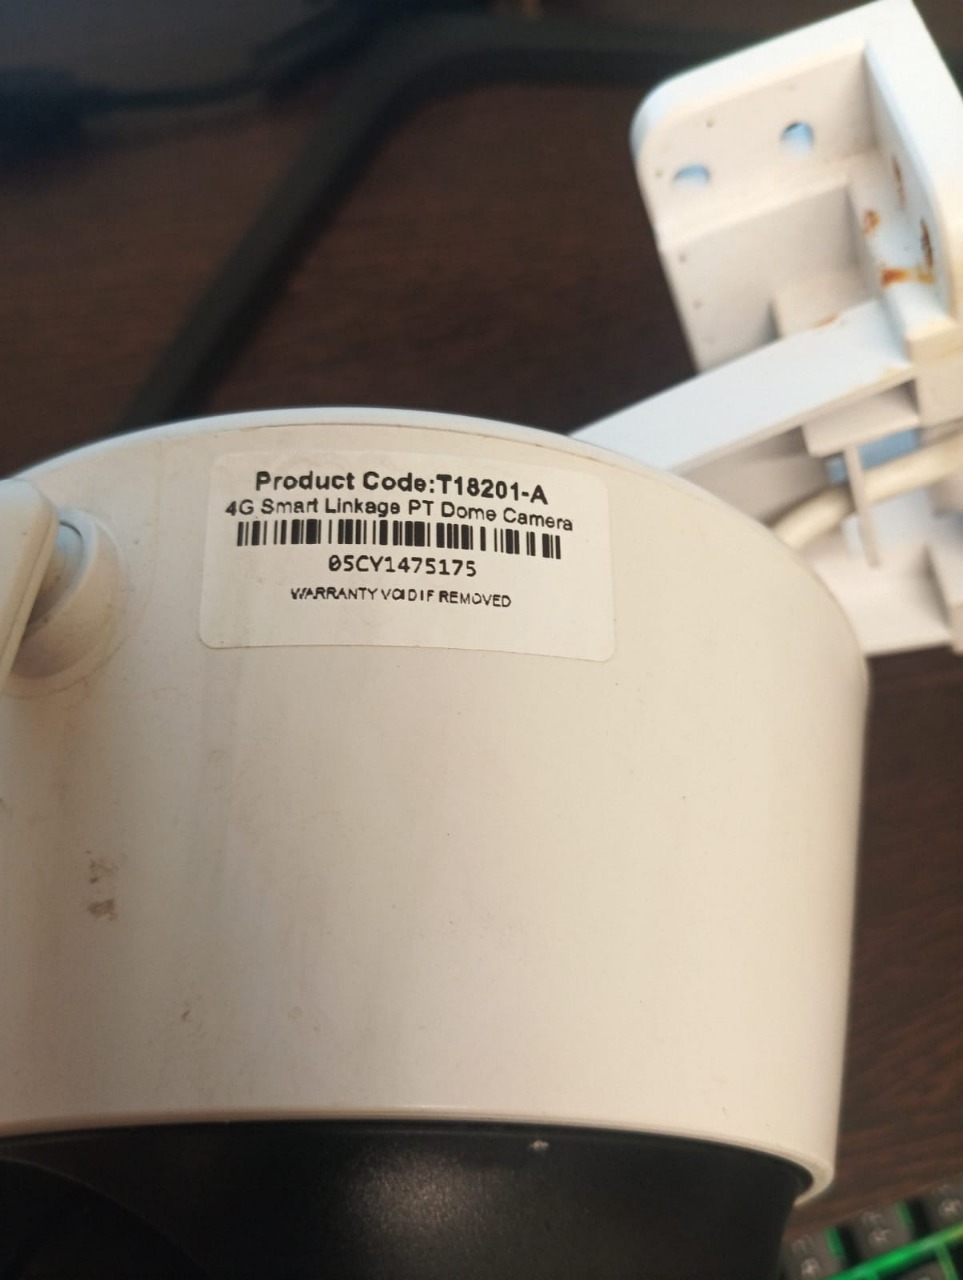 Product Code:T18201-A
4G Smart Linkage PT Dome Camera
05CY1475175
WARRANTY VOID IF REMOVED